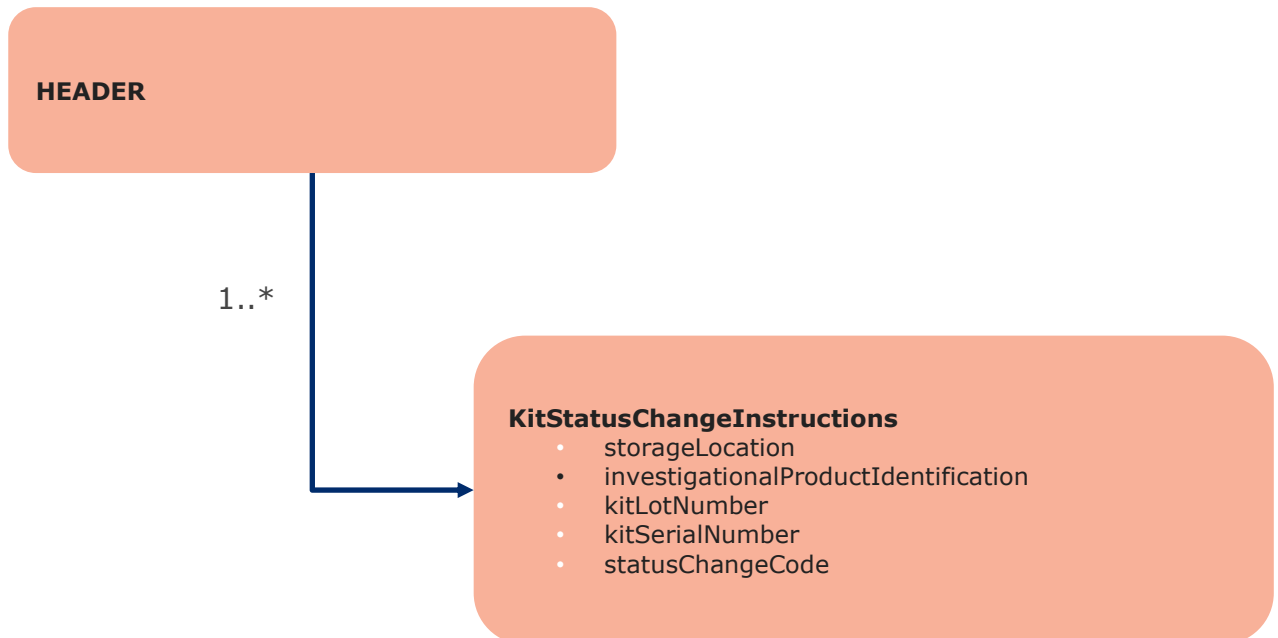 HEADER
1..*
KitStatusChangeInstructions
• storageLocation
• investigationalProductIdentification
• kitLotNumber
• kitSerialNumber
• statusChangeCode